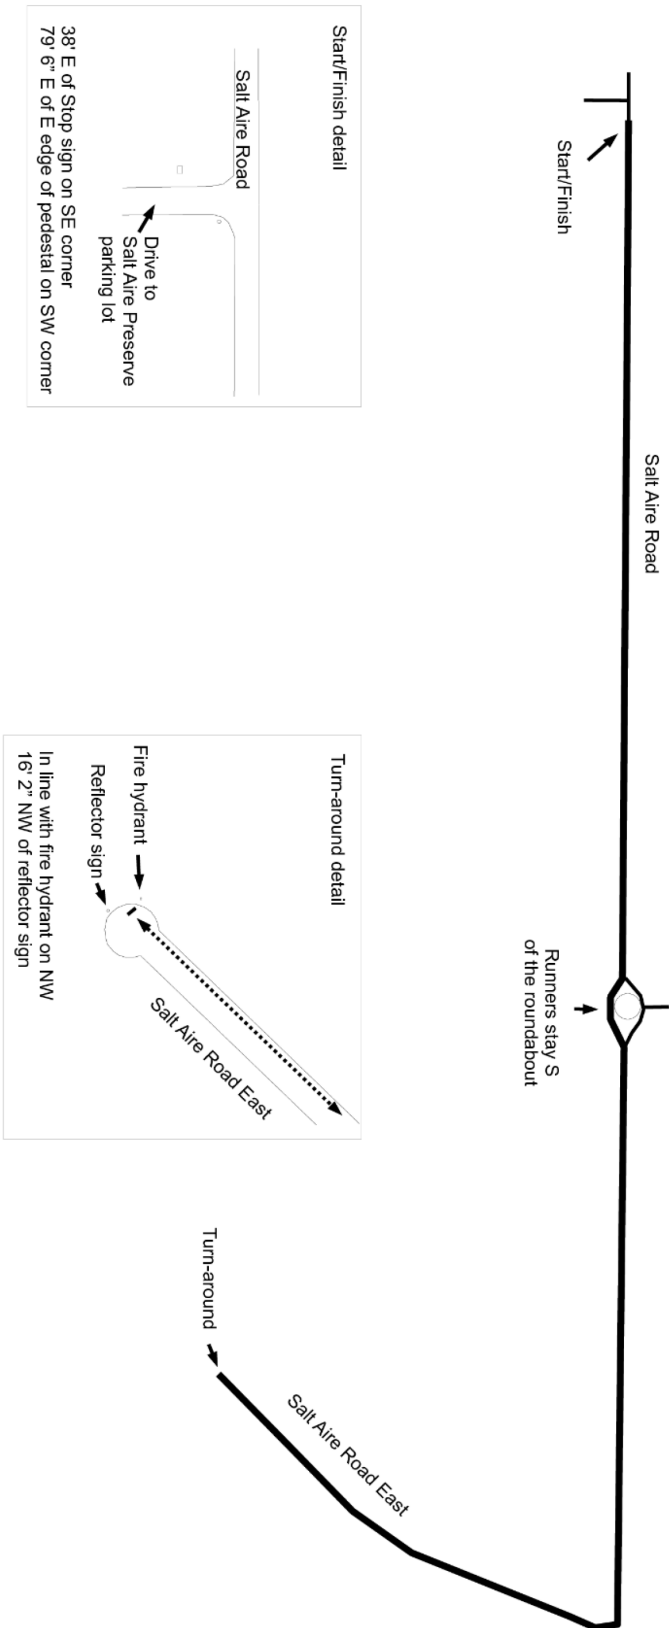 Start/Finish
Salt Aire Road
Runners stay S
of the roundabout
Start/Finish detail
Salt Aire Road
Drive to
Salt Aire Preserve
parking lot
38' E of Stop sign on SE corner
79' 6" E of E edge of pedestal on SW corner
Turn-around detail
Fire hydrant
Reflector sign
Salt Aire Road East
In line with fire hydrant on NW
16' 2" NW of reflector sign
Turn-around
Salt Aire Road East